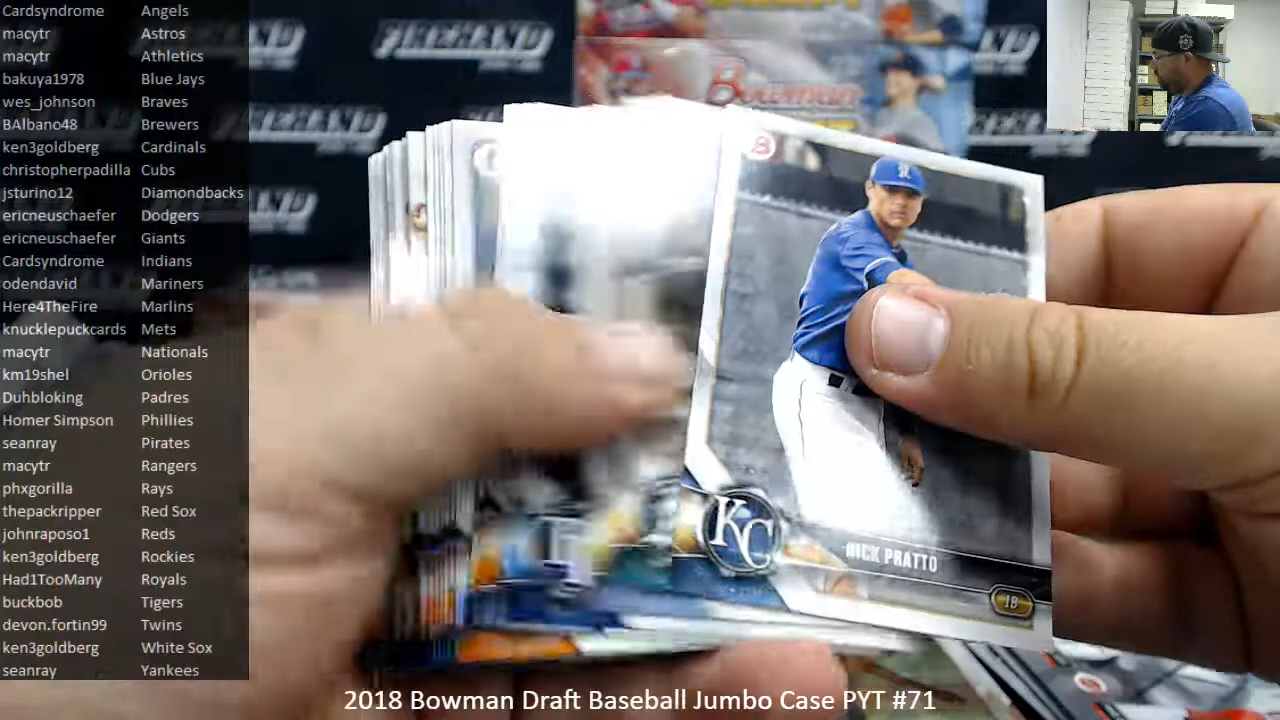 Cardsyndrome Angels
macytr Astros
macytr Athletics
bakuya1978 Blue Jays
wes_johnson Braves
BAlbano48 Brewers
ken3goldberg Cardinals
christopherpadilla Cubs
jsturino12 Diamondbacks
ericneuschaefer Dodgers
ericneuschaefer Giants
Cardsyndrome Indians
odendavid Mariners
Here4TheFire Marlins
knucklepuckcards Mets
macytr Nationals
km19shel Orioles
Duhbloking Padres
Homer Simpson Phillies
seanray Pirates
macytr Rangers
phxgorilla Rays
thepackripper Red Sox
johnraposo1 Reds
ken3goldberg Rockies
Had1TooMany Royals
buckbob Tigers
devon.fortin99 Twins
ken3goldberg White Sox
seanray Yankees
Bowman
B
R
KC
NICK PRATTO
1B
2018 Bowman Draft Baseball Jumbo Case PYT #71